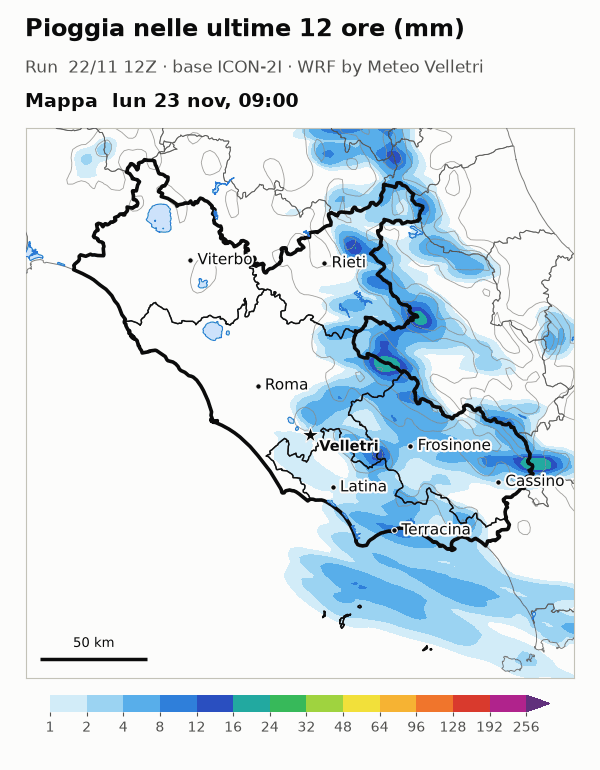 Pioggia nelle ultime 12 ore (mm)
Run  22/11 12Z · base ICON-2I · WRF by Meteo Velletri
Mappa  lun 23 nov, 09:00
Viterbo
Rieti
Roma
Velletri
Frosinone
Cassino
Latina
Terracina
50 km
1 2 4 8 12 16 24 32 48 64 96 128 192 256